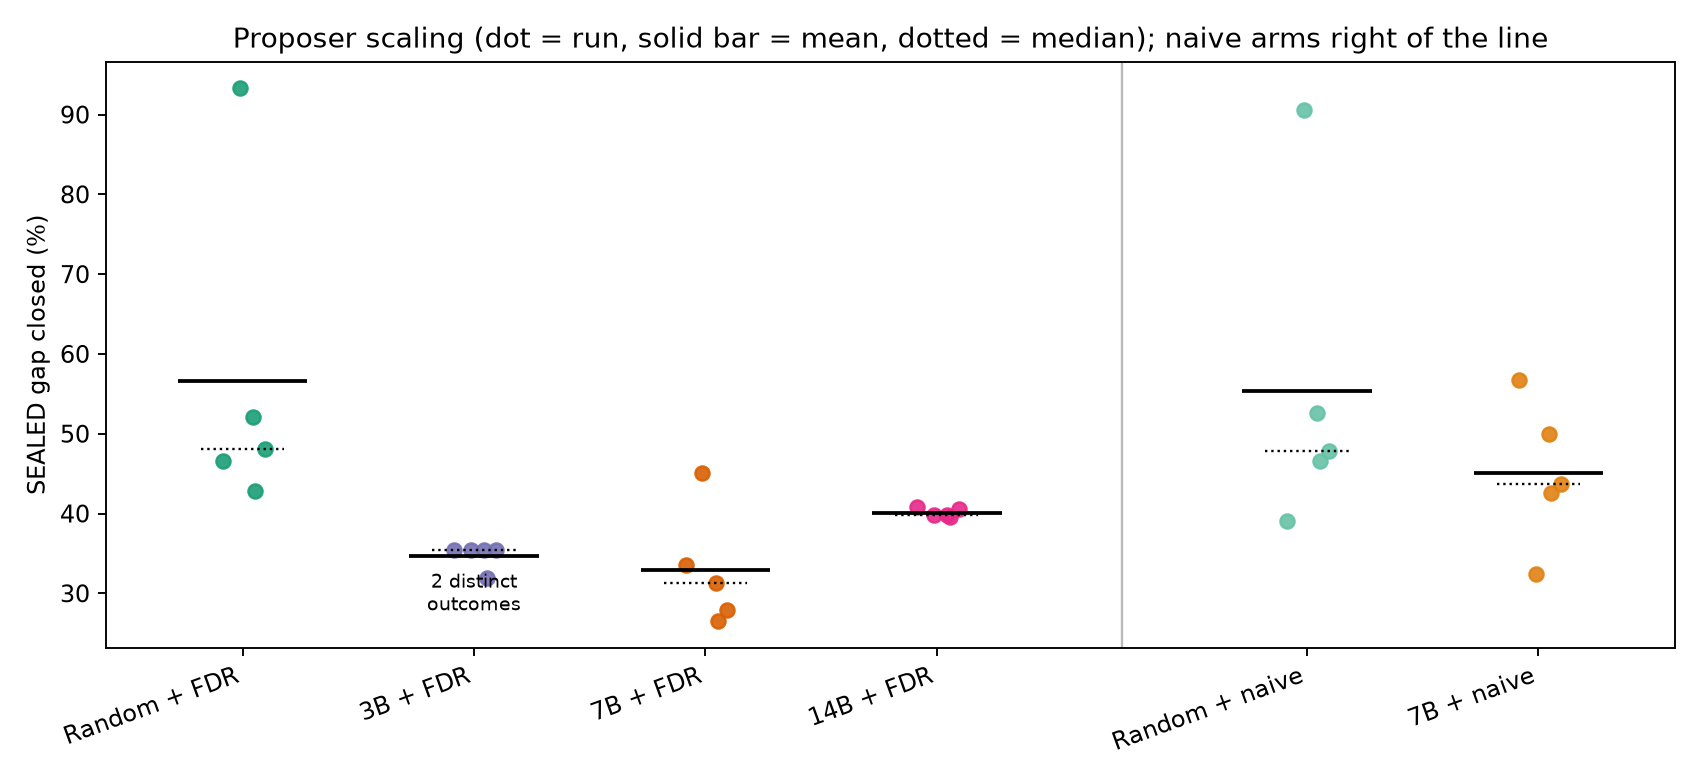 Proposer scaling (dot = run, solid bar = mean, dotted = median); naive arms right of the line
SEALED gap closed (%)
90
80
70
60
50
40
30
2 distinct
outcomes
Random + FDR
3B + FDR
7B + FDR
14B + FDR
Random + naive
7B + naive